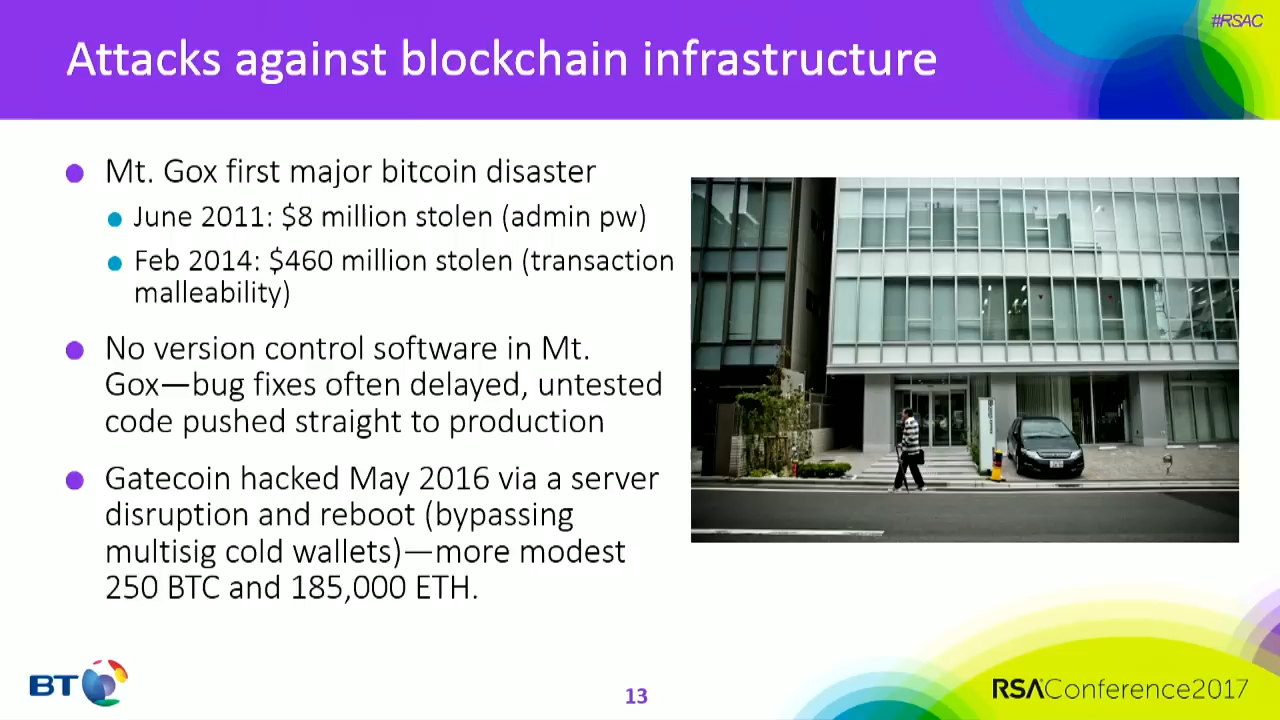 #RSAC
Attacks against blockchain infrastructure
Mt. Gox first major bitcoin disaster
June 2011: $8 million stolen (admin pw)
Feb 2014: $460 million stolen (transaction
malleability)
No version control software in Mt.
Gox—bug fixes often delayed, untested
code pushed straight to production
Gatecoin hacked May 2016 via a server
disruption and reboot (bypassing
multisig cold wallets)—more modest
250 BTC and 185,000 ETH.
BT
13
RSAConference2017